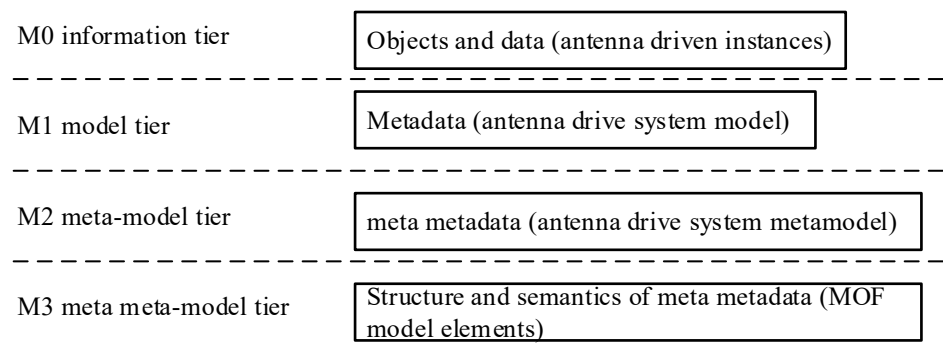 M0 information tier
Objects and data (antenna driven instances)
M1 model tier
Metadata (antenna drive system model)
M2 meta-model tier
meta metadata (antenna drive system metamodel)
M3 meta meta-model tier
Structure and semantics of meta metadata (MOF
model elements)